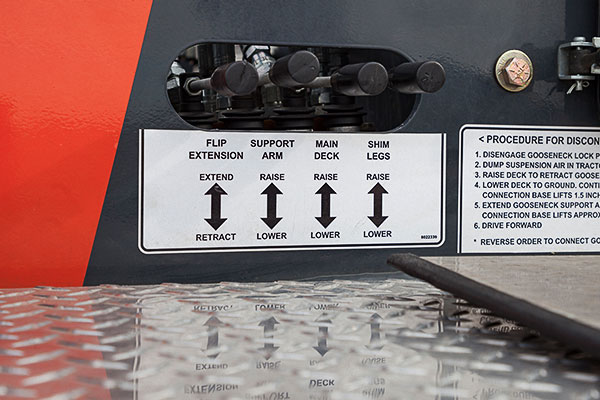 FLIP EXTENSION
SUPPORT ARM
MAIN DECK
SHIM LEGS
EXTEND RAISE RAISE RAISE
RETRACT LOWER LOWER LOWER
8022330
< PROCEDURE FOR DISCON
1. DISENGAGE GOOSENECK LOCK P
2. DUMP SUSPENSION AIR IN TRACTO
3. RAISE DECK TO RETRACT GOOSE
4. LOWER DECK TO GROUND. CONTI
CONNECTION BASE LIFTS 1.5 INCH
5. EXTEND GOOSENECK SUPPORT A
CONNECTION BASE LIFTS APPROX
6. DRIVE FORWARD
* REVERSE ORDER TO CONNECT GO